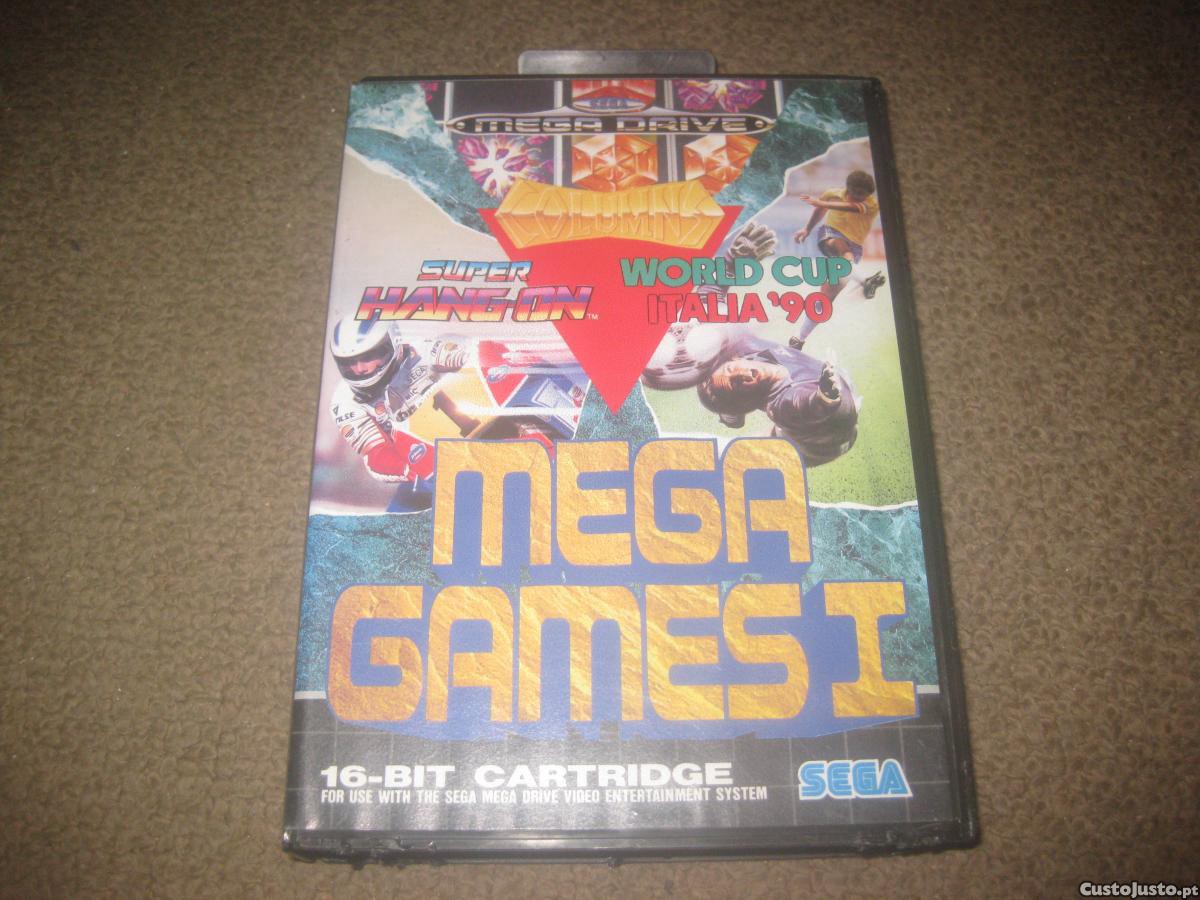 MEGA DRIVE
COLUMNS
SUPER
HANG-ON
TM
WORLD CUP
ITALIA '90
MEGA
GAMES I
16-BIT CARTRIDGE
FOR USE WITH THE SEGA MEGA DRIVE VIDEO ENTERTAINMENT SYSTEM
SEGA
CustoJusto.pt